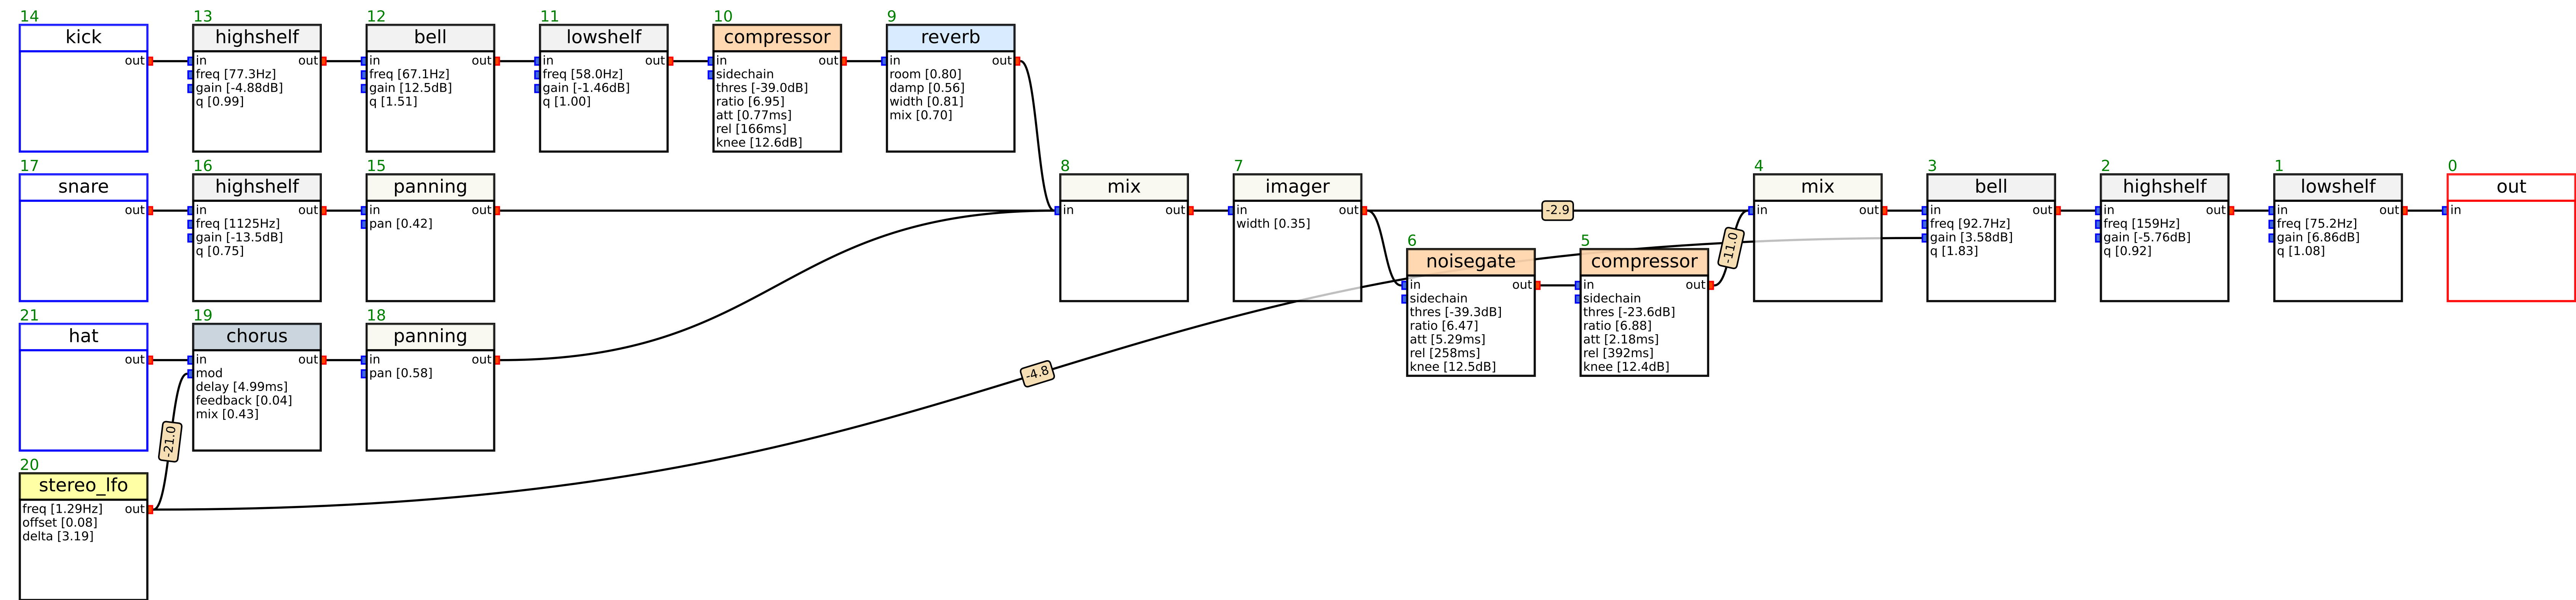 14
kick
out
13
highshelf
in out
freq [77.3Hz]
gain [-4.88dB]
q [0.99]
12
bell
in out
freq [67.1Hz]
gain [12.5dB]
q [1.51]
11
lowshelf
in out
freq [58.0Hz]
gain [-1.46dB]
q [1.00]
10
compressor
in out
sidechain
thres [-39.0dB]
ratio [6.95]
att [0.77ms]
rel [166ms]
knee [12.6dB]
9
reverb
in out
room [0.80]
damp [0.56]
width [0.81]
mix [0.70]
17
snare
out
16
highshelf
in out
freq [1125Hz]
gain [-13.5dB]
q [0.75]
15
panning
in out
pan [0.42]
8
mix
in out
7
imager
in out
width [0.35]
-2.9
4
mix
in out
3
bell
in out
freq [92.7Hz]
gain [3.58dB]
q [1.83]
2
highshelf
in out
freq [159Hz]
gain [-5.76dB]
q [0.92]
1
lowshelf
in out
freq [75.2Hz]
gain [6.86dB]
q [1.08]
0
out
in
6
noisegate
in out
sidechain
thres [-39.3dB]
ratio [6.47]
att [5.29ms]
rel [258ms]
knee [12.5dB]
5
compressor
in out
sidechain
thres [-23.6dB]
ratio [6.88]
att [2.18ms]
rel [392ms]
knee [12.4dB]
-11.0
21
hat
out
19
chorus
in out
mod
delay [4.99ms]
feedback [0.04]
mix [0.43]
18
panning
in out
pan [0.58]
-4.8
-21.0
20
stereo_lfo
freq [1.29Hz] out
offset [0.08]
delta [3.19]